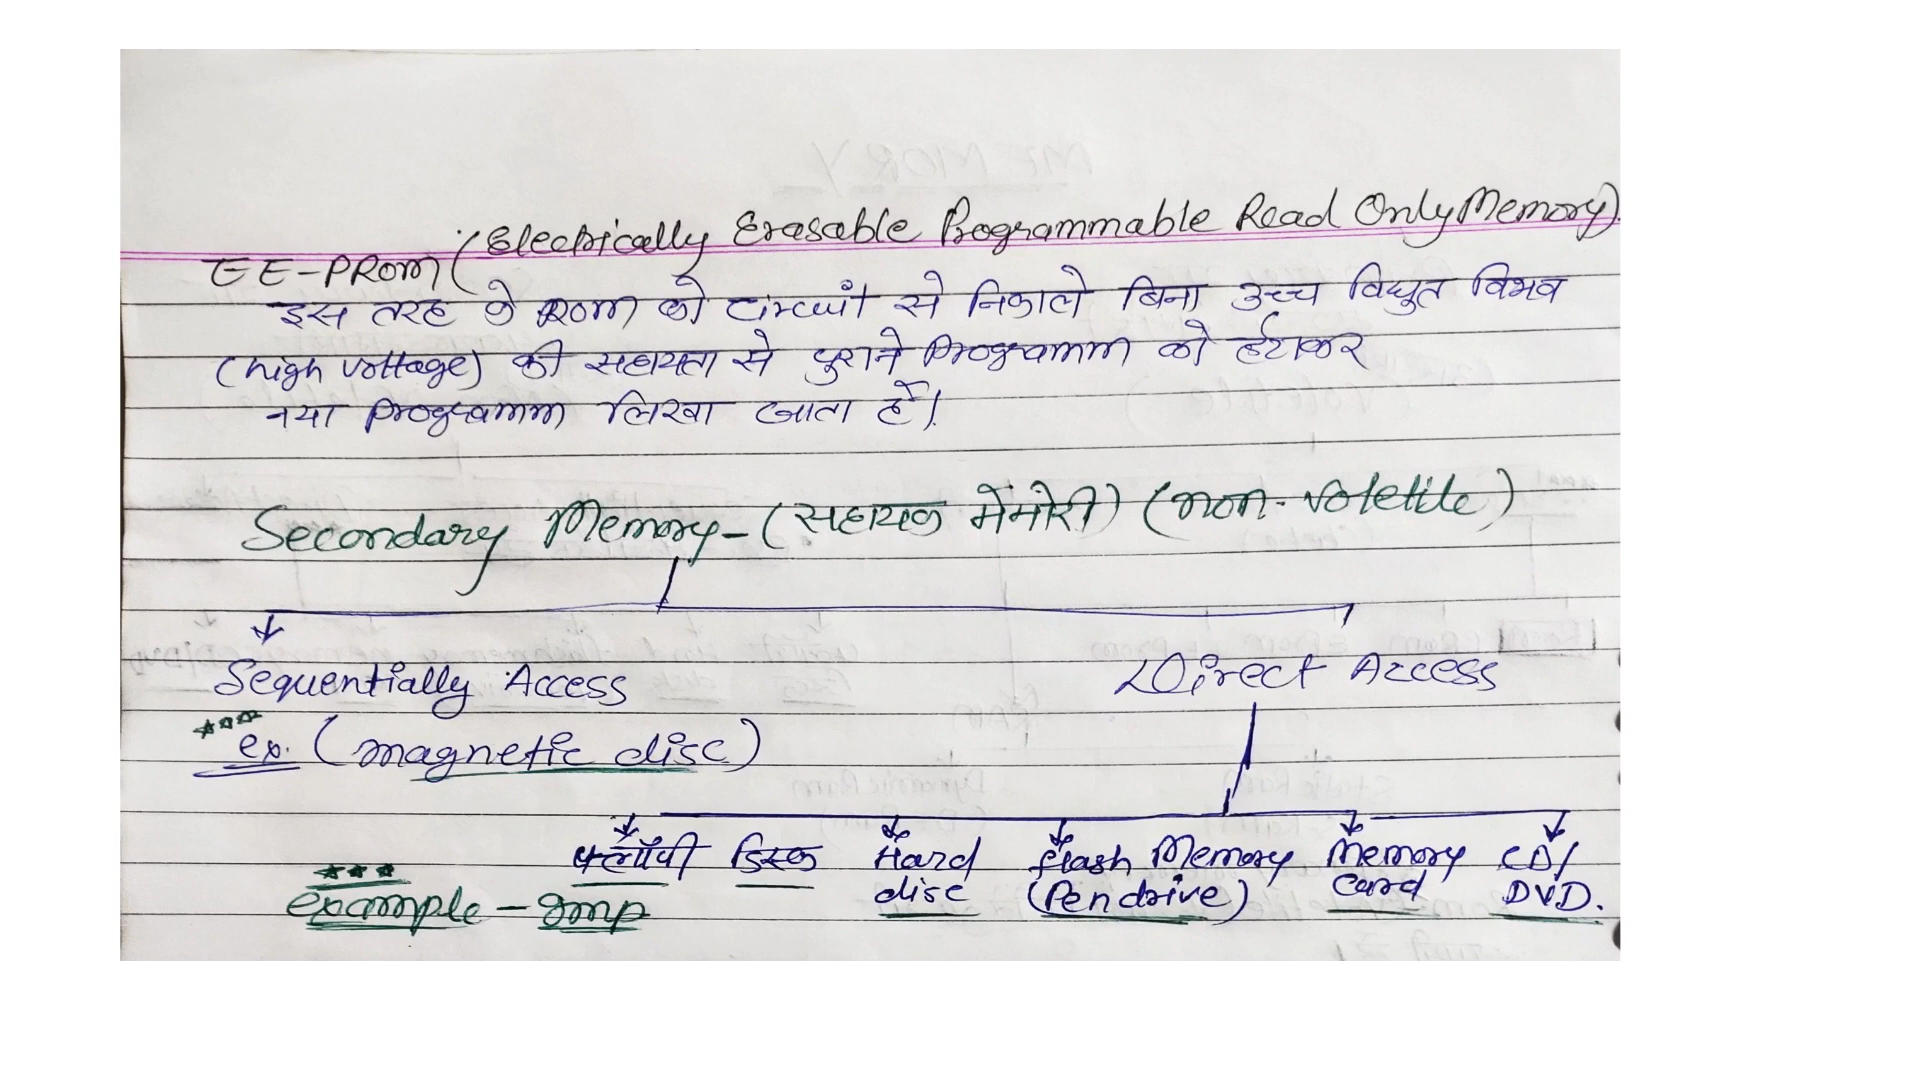 EE-PROM (Electrically Erasable Programmable Read Only Memory)
इस तरह के ROM को circuit से निकाले बिना उच्च विद्युत विभव
(high voltage) की सहायता से पुराने Programm को हटाकर
नया Programm लिखा जाता है।
Secondary Memory - (सहायक मेमोरी) (non-voletile)
Sequentially Access Direct Access
*** ex. (magnetic disc)
फ्लॉपी डिस्क Hard disc flash Memory (Pendrive) Memory Card CD/DVD.
*** example - Imp